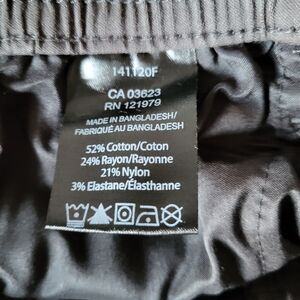 141120F
CA 03623
RN 121979
MADE IN BANGLADESH/
FABRIQUÉ AU BANGLADESH
52% Cotton/Coton
24% Rayon/Rayonne
21% Nylon
3% Elastane/Élasthanne